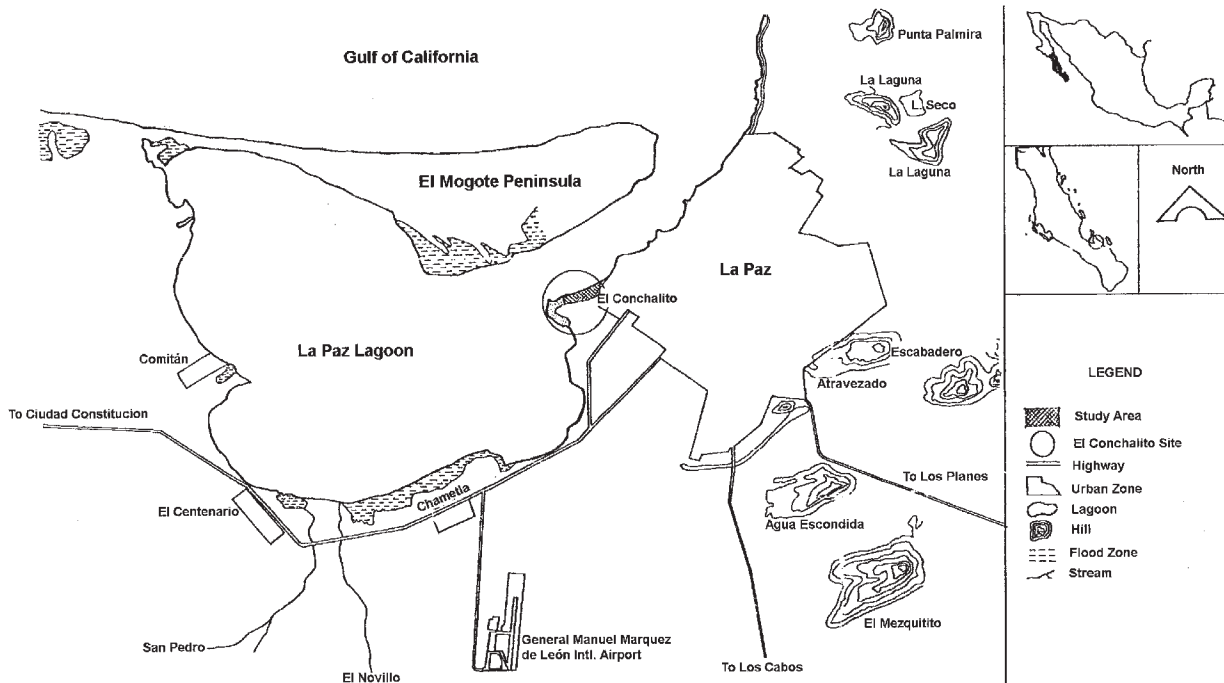 Gulf of California
Punta Palmira
La Laguna
L. Seco
La Laguna
El Mogote Peninsula
La Paz
El Conchalito
La Paz Lagoon
Comitán
Escabadero
Atravezado
To Ciudad Constitucion
To Los Planes
El Centenario
Chametla
Agua Escondida
El Mezquitito
San Pedro
El Novillo
General Manuel Marquez
de León Intl. Airport
To Los Cabos
North
LEGEND
Study Area
El Conchalito Site
Highway
Urban Zone
Lagoon
Hill
Flood Zone
Stream